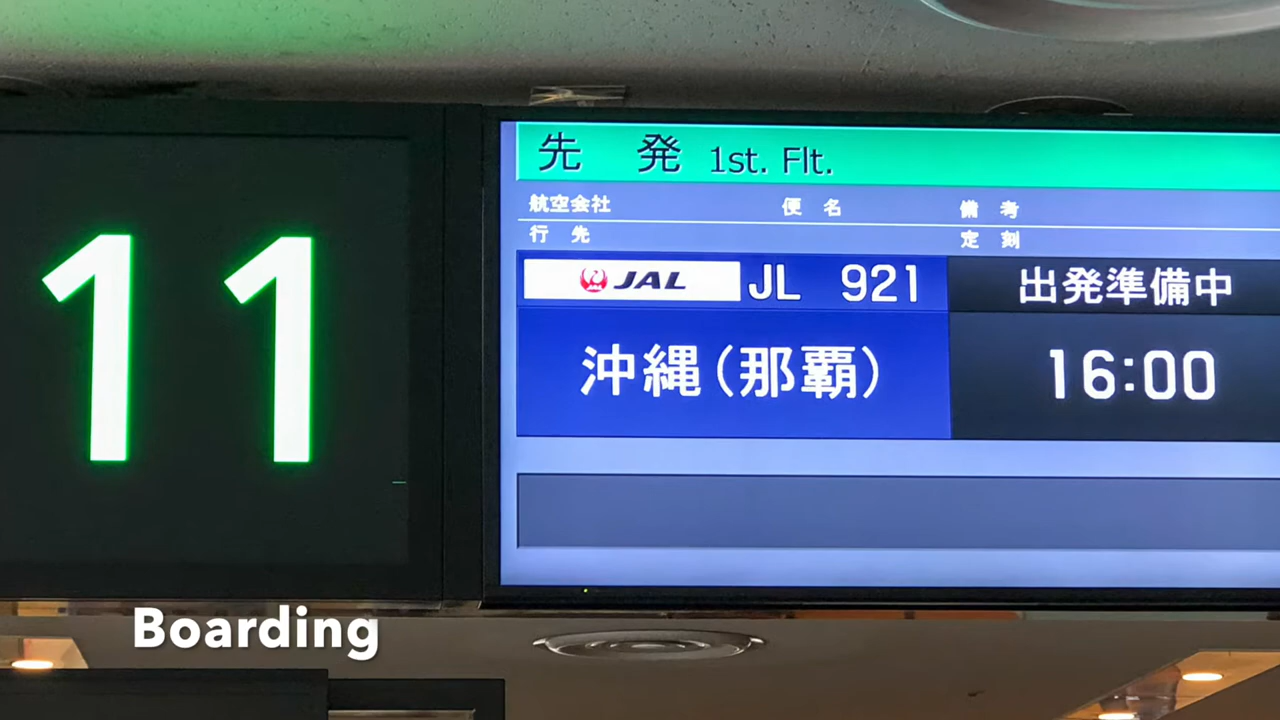 11
先 発 1st. Flt.
航空会社 便 名 備 考
行 先 定 刻
JAL JL 921 出発準備中
沖縄(那覇) 16:00
Boarding